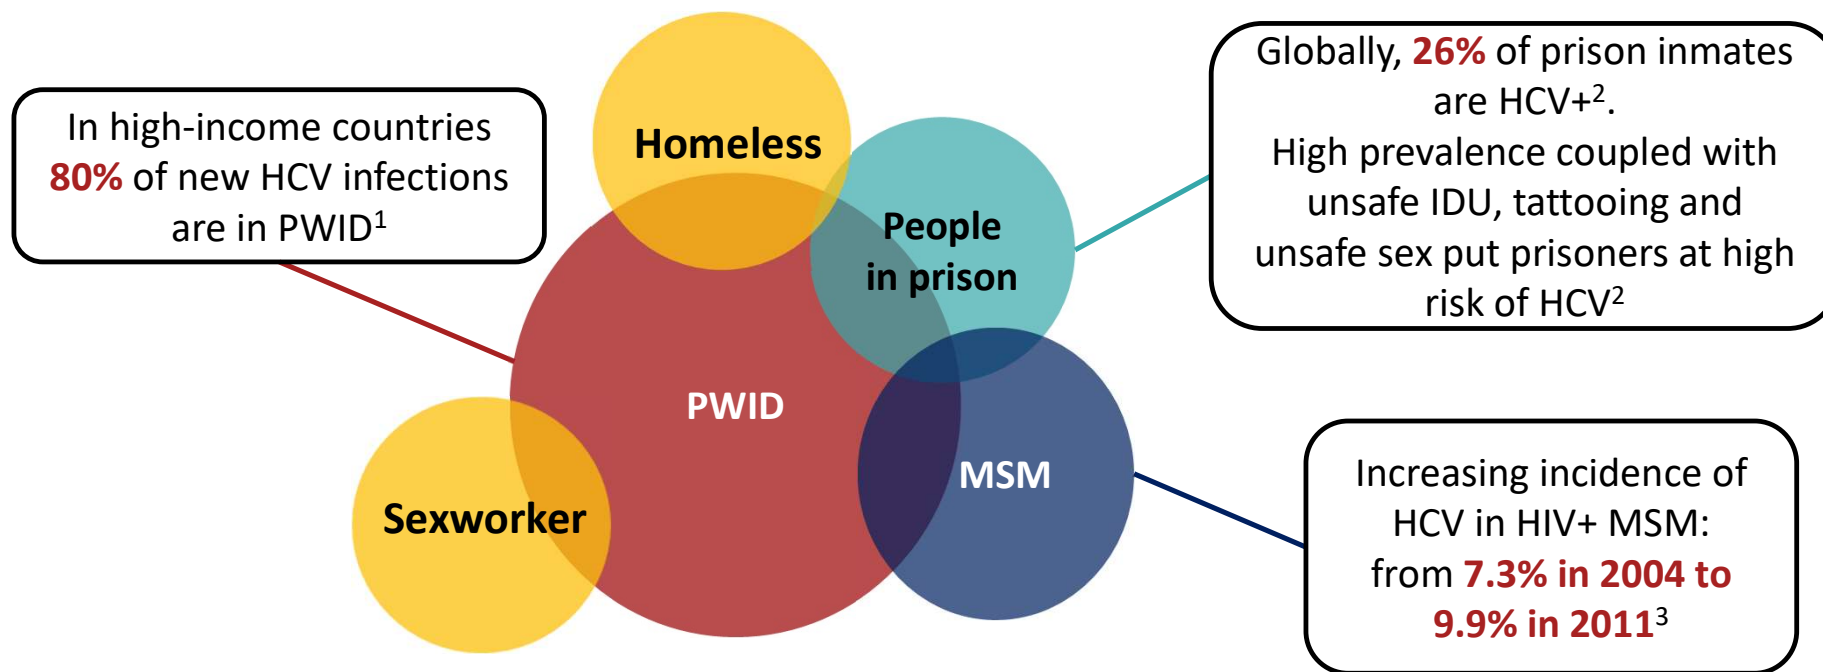 In high-income countries
80% of new HCV infections
are in PWID¹
Homeless
People
in prison
PWID
MSM
Sexworker
Globally, 26% of prison inmates
are HCV+².
High prevalence coupled with
unsafe IDU, tattooing and
unsafe sex put prisoners at high
risk of HCV²
Increasing incidence of
HCV in HIV+ MSM:
from 7.3% in 2004 to
9.9% in 2011³